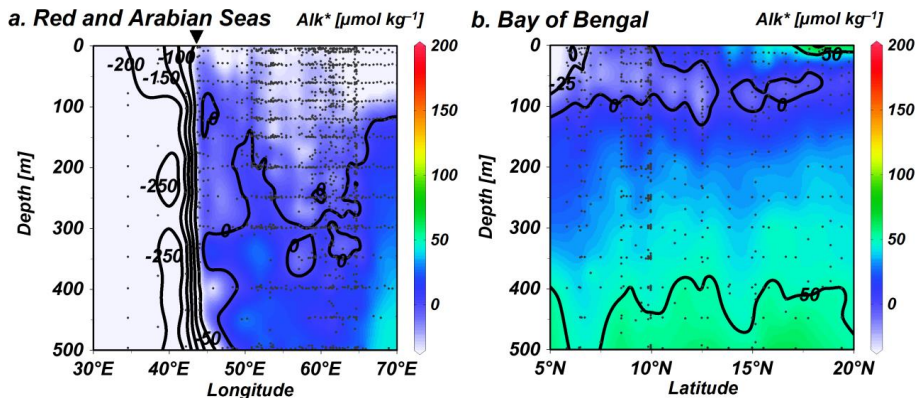 a. Red and Arabian Seas
Alk* [µmol kg⁻¹]
b. Bay of Bengal
Alk* [µmol kg⁻¹]
0
100
200
300
400
500
Depth [m]
-200
-100
-150
-250
-250
-50
0
0
0
0
0
30°E
40°E
50°E
60°E
70°E
Longitude
200
150
100
50
0
0
100
200
300
400
500
Depth [m]
0
-25
0
0
50
50
5°N
10°N
15°N
20°N
Latitude
200
150
100
50
0